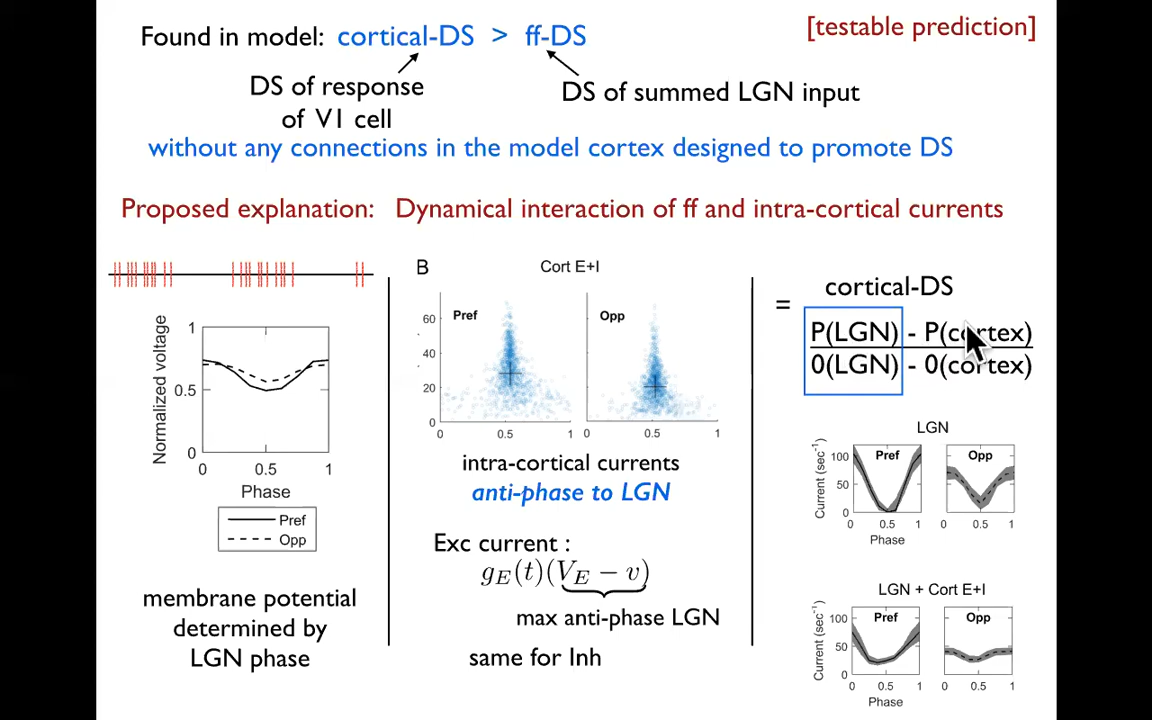 Found in model: cortical-DS > ff-DS
[testable prediction]
DS of response
of V1 cell
DS of summed LGN input
without any connections in the model cortex designed to promote DS
Proposed explanation: Dynamical interaction of ff and intra-cortical currents
Normalized voltage
1
0.5
0
0 0.5 1
Phase
Pref
Opp
membrane potential
determined by
LGN phase
B
Cort E+I
Pref
Opp
60
40
20
0
0 0.5 1
0 0.5 1
intra-cortical currents
anti-phase to LGN
Exc current :
g_E(t)(V_E − v)
max anti-phase LGN
same for Inh
cortical-DS
=
P(LGN) - P(cortex)
0(LGN) - 0(cortex)
LGN
Current (sec⁻¹)
100
50
0
Pref
Opp
0 0.5 1
0 0.5 1
Phase
LGN + Cort E+I
Current (sec⁻¹)
100
50
0
Pref
Opp
0 0.5 1
0 0.5 1
Phase